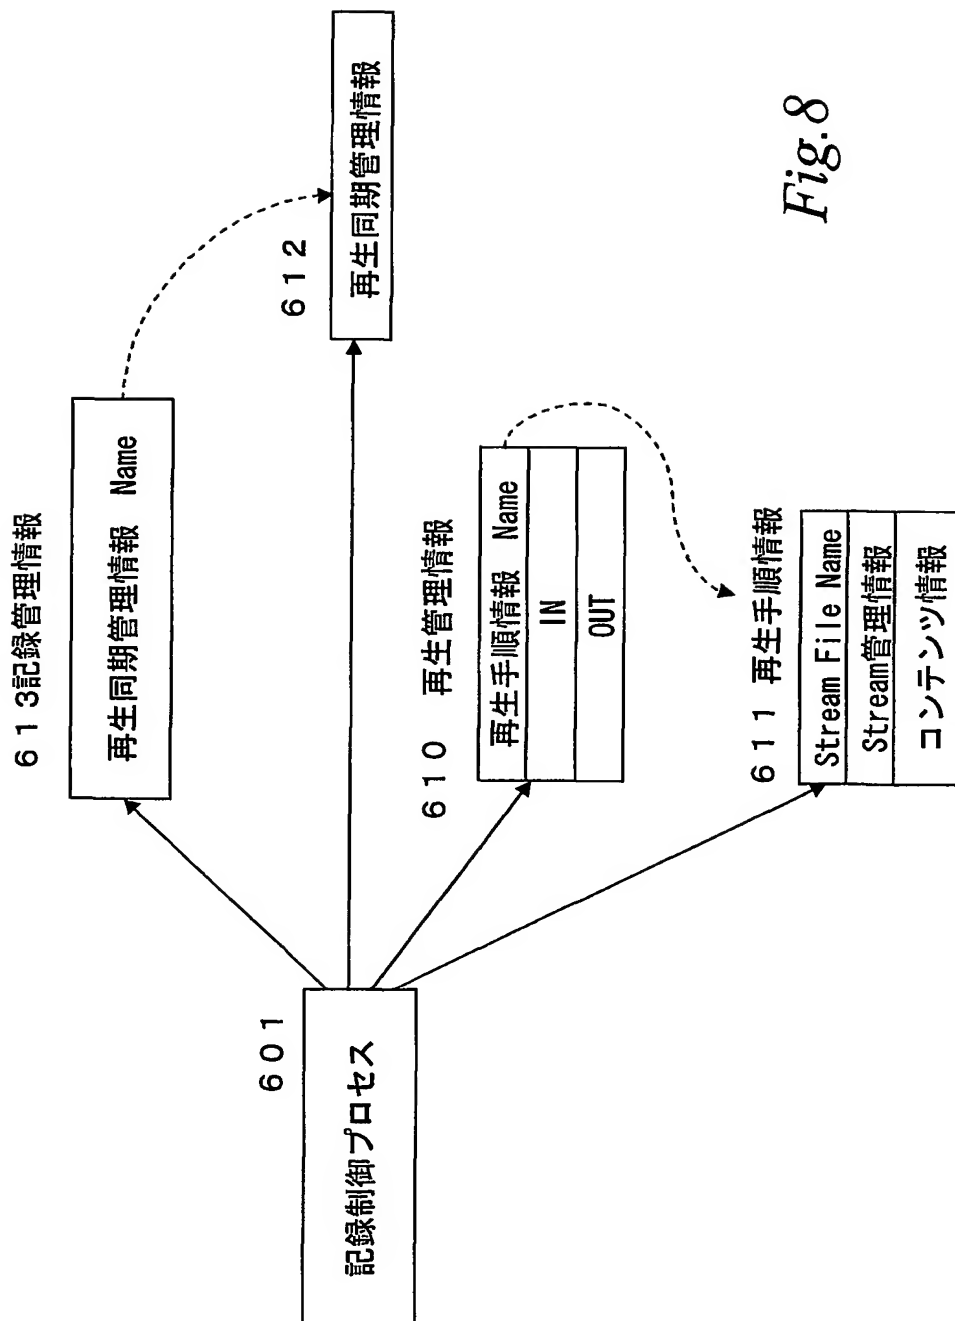 613記録管理情報
再生同期管理情報 Name
612
再生同期管理情報
601
記録制御プロセス
610 再生管理情報
再生手順情報 Name
IN
OUT
611 再生手順情報
Stream File Name
Stream管理情報
コンテンツ情報
Fig.8